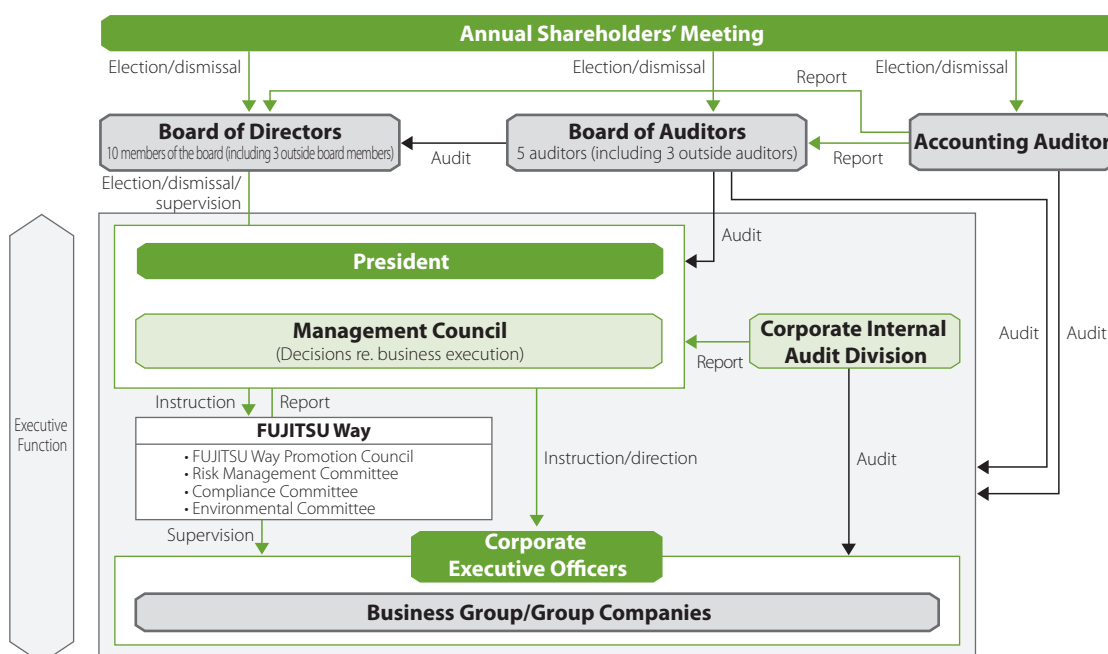 Annual Shareholders' Meeting
Election/dismissal
Election/dismissal
Election/dismissal
Report
Board of Directors
10 members of the board (including 3 outside board members)
Audit
Board of Auditors
5 auditors (including 3 outside auditors)
Report
Accounting Auditor
Election/dismissal/
supervision
Audit
President
Management Council
(Decisions re. business execution)
Report
Corporate Internal
Audit Division
Audit
Audit
Executive
Function
Instruction
Report
FUJITSU Way
• FUJITSU Way Promotion Council
• Risk Management Committee
• Compliance Committee
• Environmental Committee
Instruction/direction
Audit
Supervision
Corporate
Executive Officers
Business Group/Group Companies